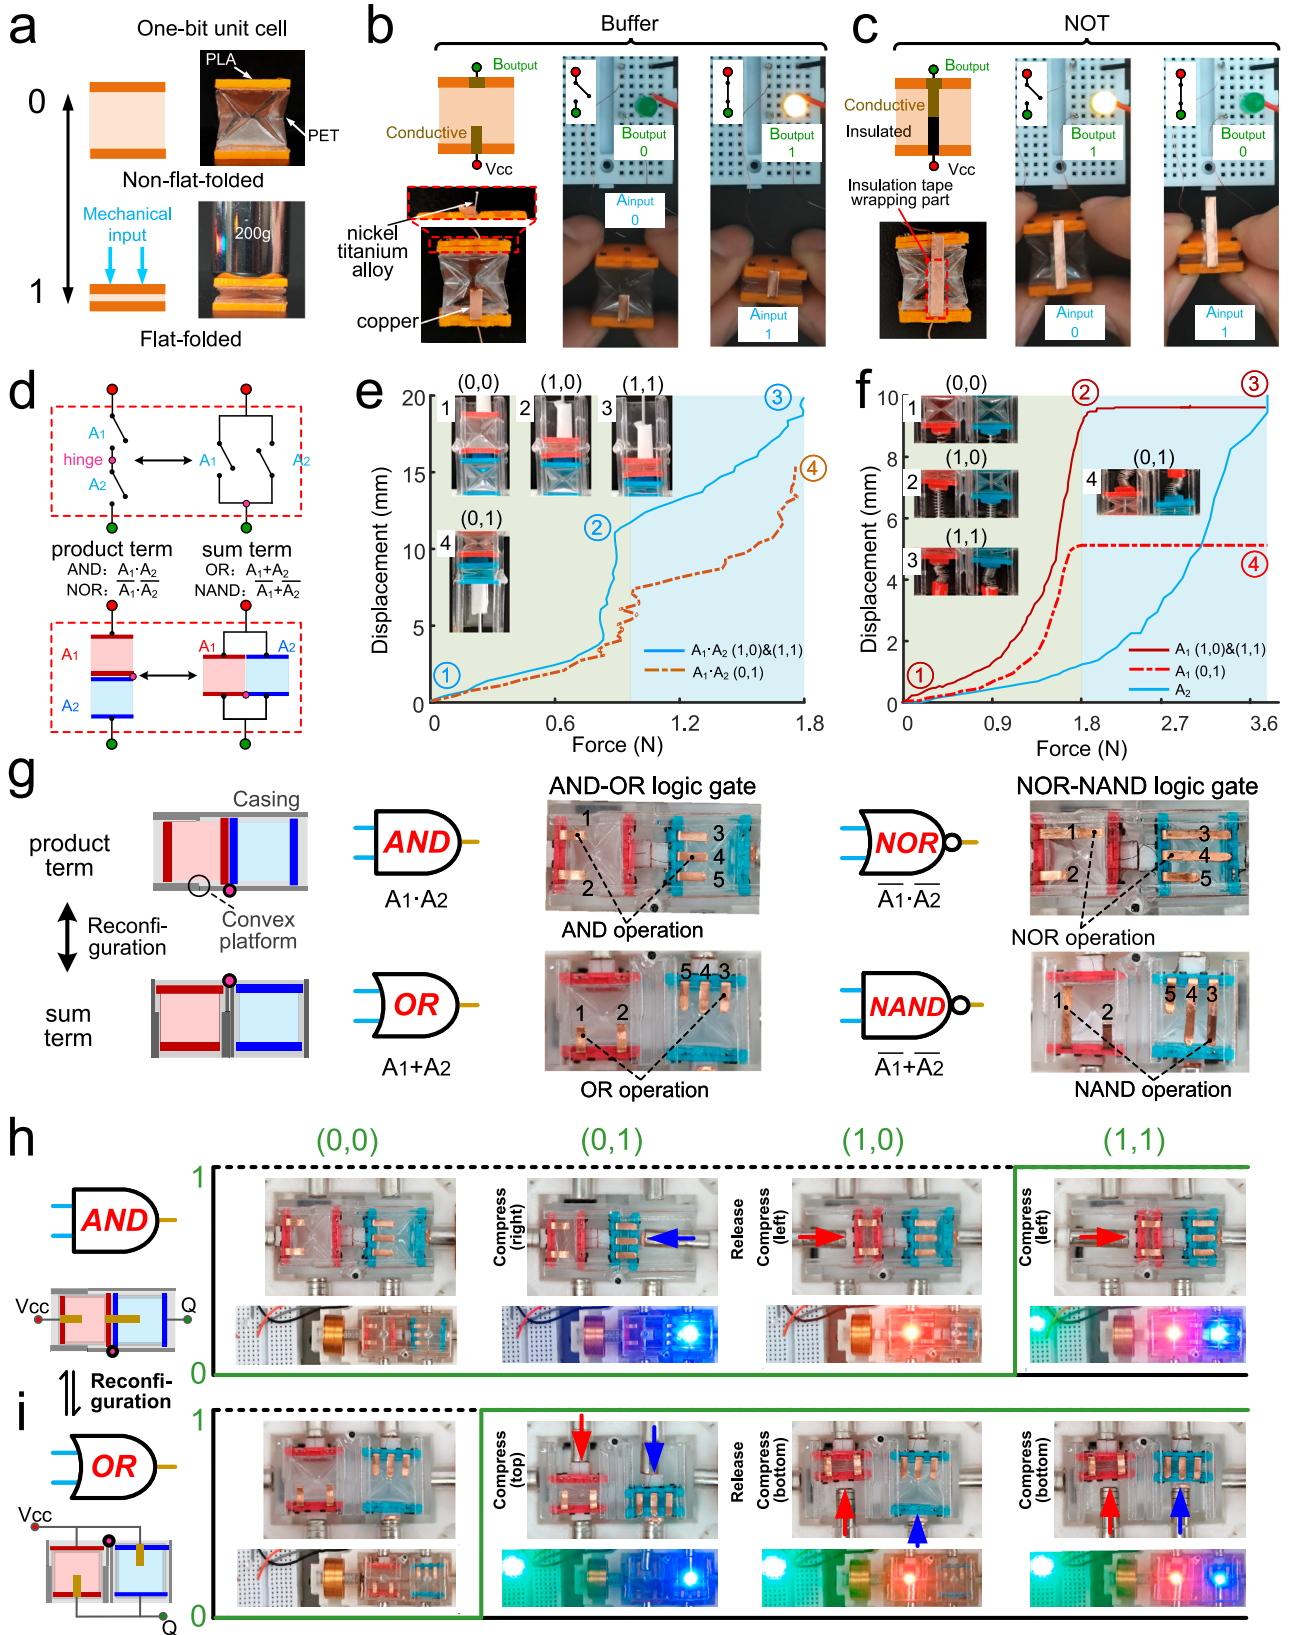 a
One-bit unit cell
0
PLA
PET
Non-flat-folded
Mechanical
input
200g
1
Flat-folded
b
Buffer
Boutput
Conductive
Vcc
nickel
titanium
alloy
copper
Boutput
0
Ainput
0
Boutput
1
Ainput
1
c
NOT
Boutput
Conductive
Insulated
Vcc
Insulation tape
wrapping part
Boutput
1
Ainput
0
Boutput
0
Ainput
1
d
A1
hinge
A2
A1
A2
product term
AND: A1·A2
NOR: A̅1·A̅2
sum term
OR: A1+A2
NAND: A̅1+A̅2
A1
A2
A1
A2
e
Displacement (mm)
20
15
10
5
0
0
0.6
1.2
1.8
Force (N)
(0,0)
(1,0)
(1,1)
1
2
3
(0,1)
4
①
②
③
④
A1·A2 (1,0)&(1,1)
A1·A2 (0,1)
f
Displacement (mm)
10
8
6
4
2
0
0
0.9
1.8
2.7
3.6
Force (N)
(0,0)
1
(1,0)
2
(1,1)
3
(0,1)
4
①
②
③
④
A1 (1,0)&(1,1)
A1 (0,1)
A2
g
product
term
Reconfi-
guration
sum
term
Casing
Convex
platform
AND
A1·A2
OR
A1+A2
AND-OR logic gate
1
2
3
4
5
AND operation
5 4 3
1 2
OR operation
NOR
A̅1·A̅2
NAND
A̅1+A̅2
NOR-NAND logic gate
1
2
3
4
5
NOR operation
1
2
5 4 3
NAND operation
h
(0,0)
(0,1)
(1,0)
(1,1)
1
0
AND
Vcc
Q
Compress
(right)
Release
Compress
(left)
Compress
(left)
Reconfi-
guration
i
1
0
OR
Vcc
Q
Compress
(top)
Release
Compress
(bottom)
Compress
(bottom)